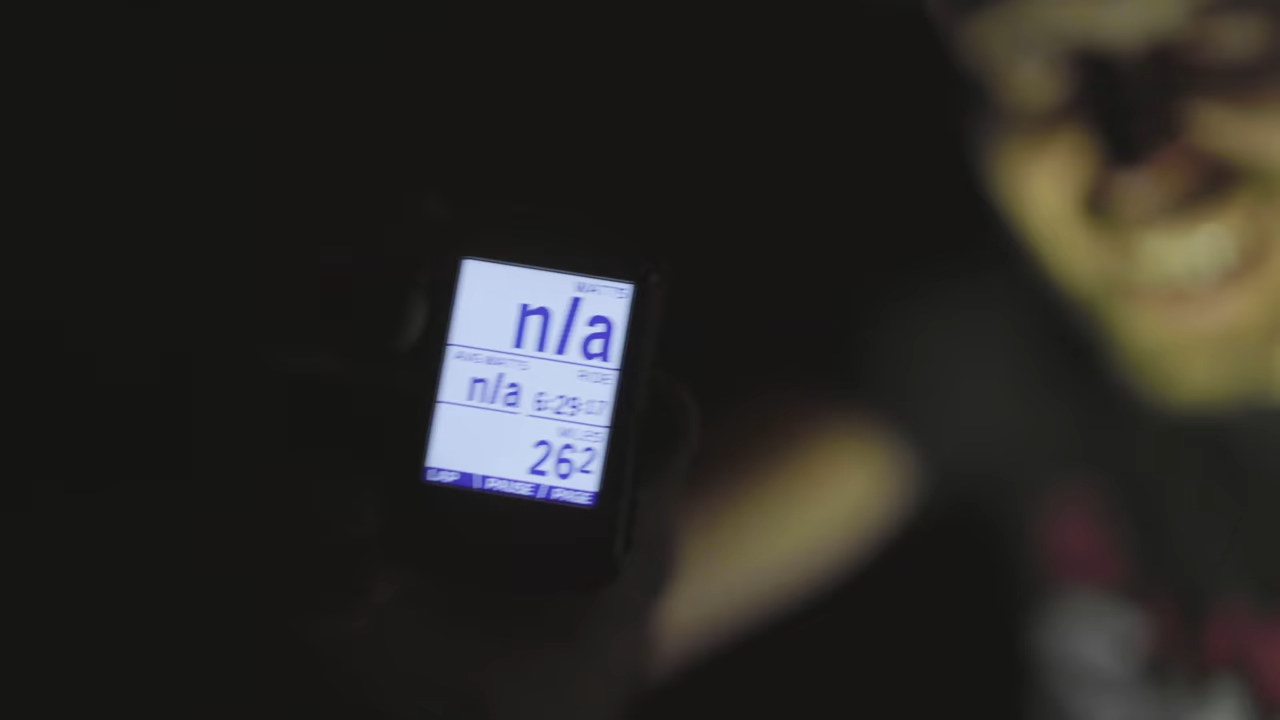 WATTS
n/a
AVG WATTS RIDE
n/a 6:29:07
MILES
26²
LAP PAUSE PAGE